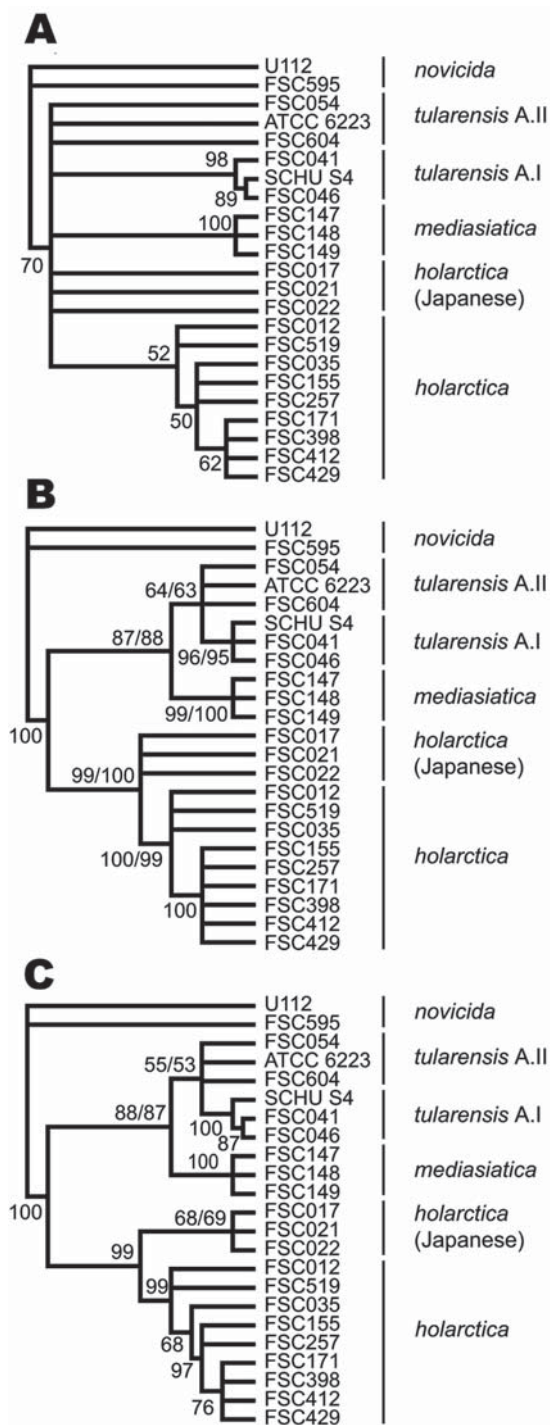 A
U112
FSC595
novicida
FSC054
ATCC 6223
FSC604
tularensis A.II
98
FSC041
SCHU S4
89
FSC046
tularensis A.I
100
FSC147
FSC148
FSC149
mediasiatica
70
FSC017
FSC021
FSC022
holarctica
(Japanese)
52
FSC012
FSC519
FSC035
FSC155
FSC257
50
FSC171
FSC398
FSC412
62
FSC429
holarctica
B
U112
FSC595
novicida
64/63
FSC054
ATCC 6223
FSC604
tularensis A.II
87/88
SCHU S4
FSC041
96/95
FSC046
tularensis A.I
FSC147
FSC148
99/100
FSC149
mediasiatica
100
99/100
FSC017
FSC021
FSC022
holarctica
(Japanese)
FSC012
FSC519
FSC035
100/99
FSC155
FSC257
FSC171
FSC398
100
FSC412
FSC429
holarctica
C
U112
FSC595
novicida
55/53
FSC054
ATCC 6223
FSC604
tularensis A.II
88/87
SCHU S4
100
FSC041
87
FSC046
tularensis A.I
100
FSC147
FSC148
FSC149
mediasiatica
100
68/69
FSC017
FSC021
FSC022
holarctica
(Japanese)
99
99
FSC012
FSC519
FSC035
68
FSC155
FSC257
97
FSC171
FSC398
76
FSC412
FSC429
holarctica